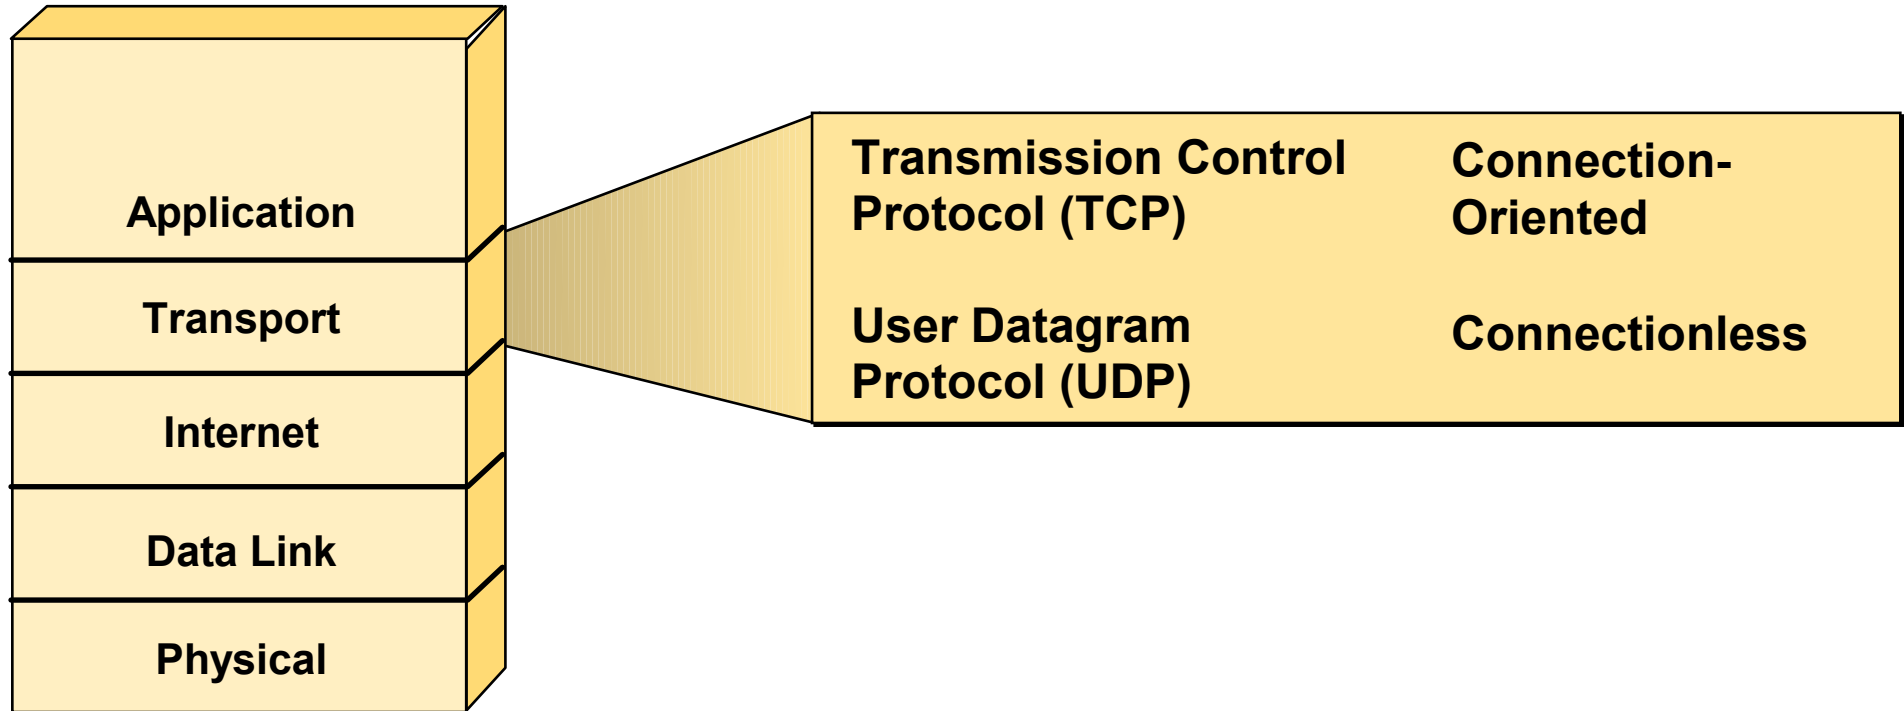 Application
Transport
Internet
Data Link
Physical
Transmission Control
Protocol (TCP)
Connection-
Oriented
User Datagram
Protocol (UDP)
Connectionless